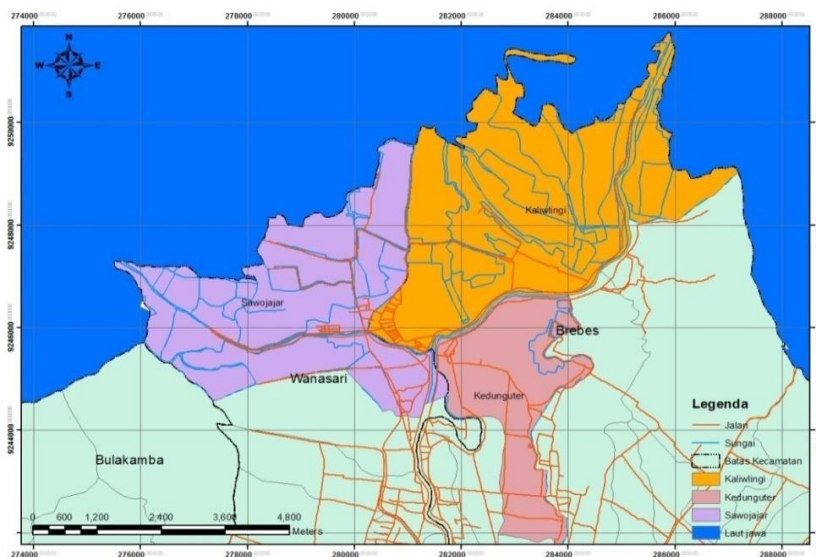 274000
276000
278000
280000
282000
284000
286000
288000
N
W E
S
9250000
9248000
9246000
9244000
Kaliwlingi
Sawojajar
Brebes
Wanasari
Kedunguter
Bulakamba
Legenda
Jalan
Sungai
Batas Kecamatan
Kaliwlingi
Kedunguter
Sawojajar
Laut jawa
0 600 1,200 2,400 3,600 4,800
Meters
274000
276000
278000
280000
282000
284000
286000
288000